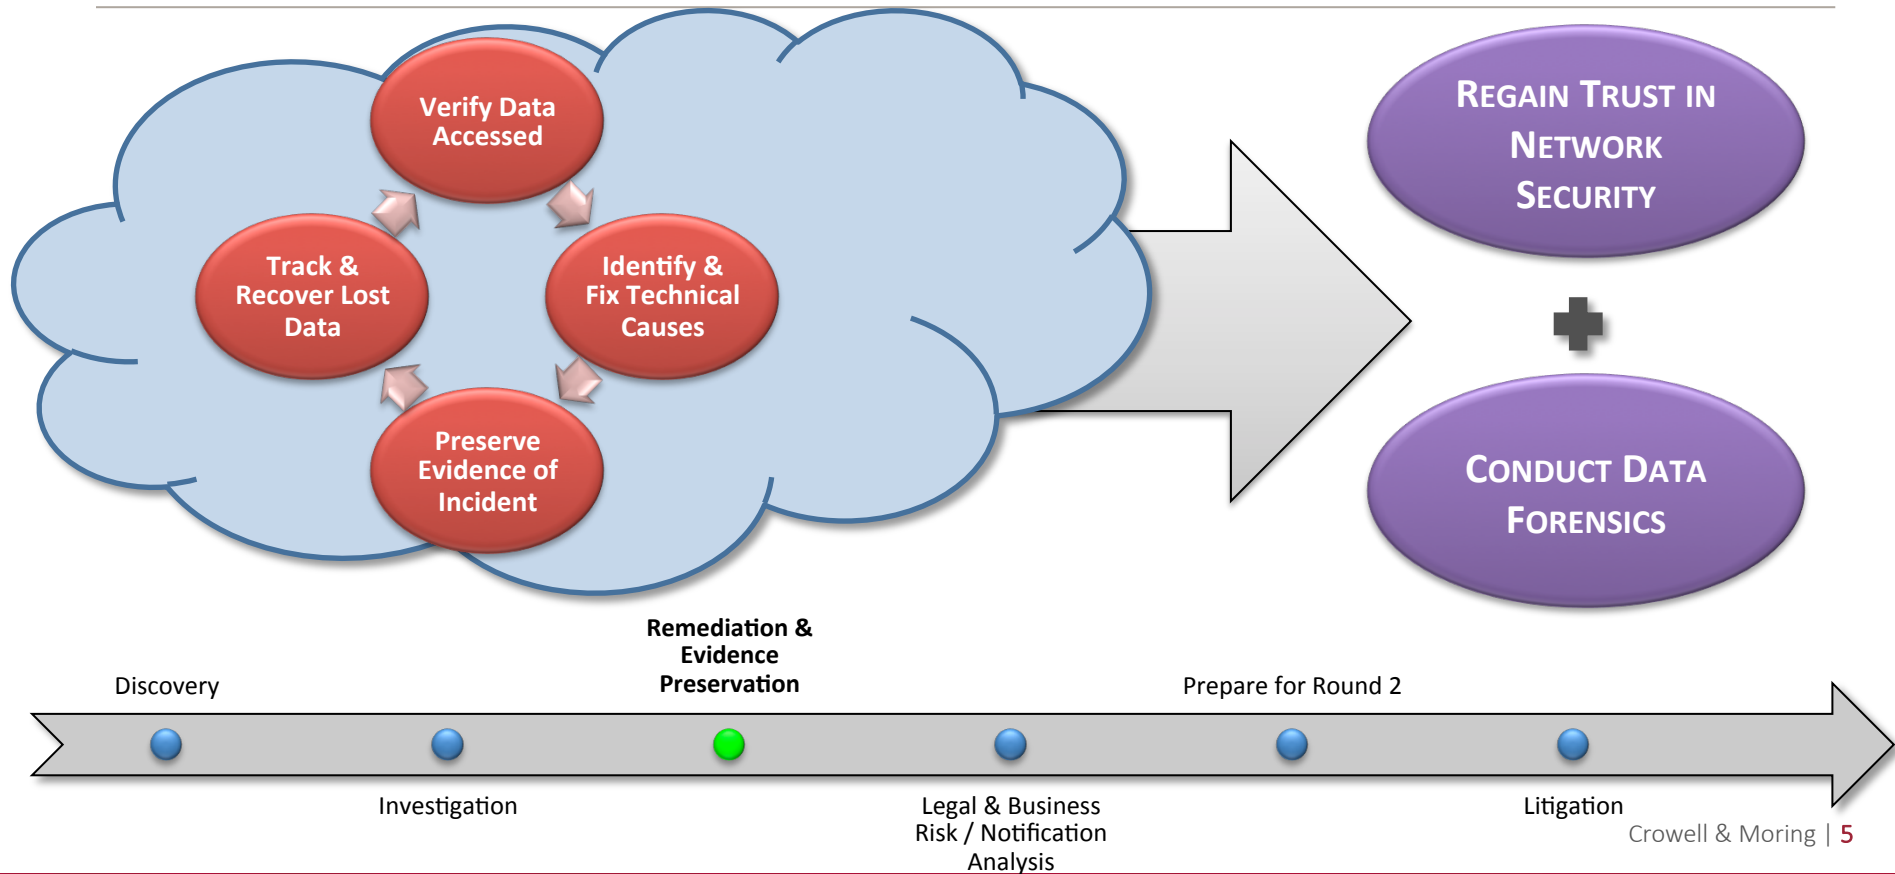 Verify Data
Accessed
Track &
Recover Lost
Data
Identify &
Fix Technical
Causes
Preserve
Evidence of
Incident
REGAIN TRUST IN
NETWORK
SECURITY
CONDUCT DATA
FORENSICS
Discovery
Investigation
Remediation &
Evidence
Preservation
Legal & Business
Risk / Notification
Analysis
Prepare for Round 2
Litigation
Crowell & Moring | 5